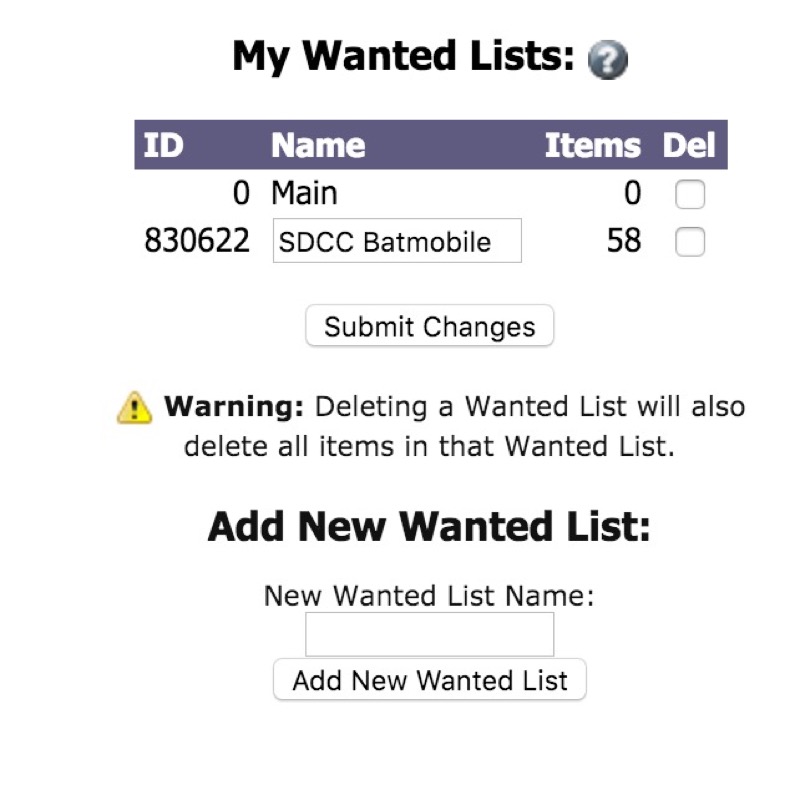 My Wanted Lists:
ID Name Items Del
0 Main 0
830622 SDCC Batmobile 58
Submit Changes
Warning: Deleting a Wanted List will also
delete all items in that Wanted List.
Add New Wanted List:
New Wanted List Name:
Add New Wanted List